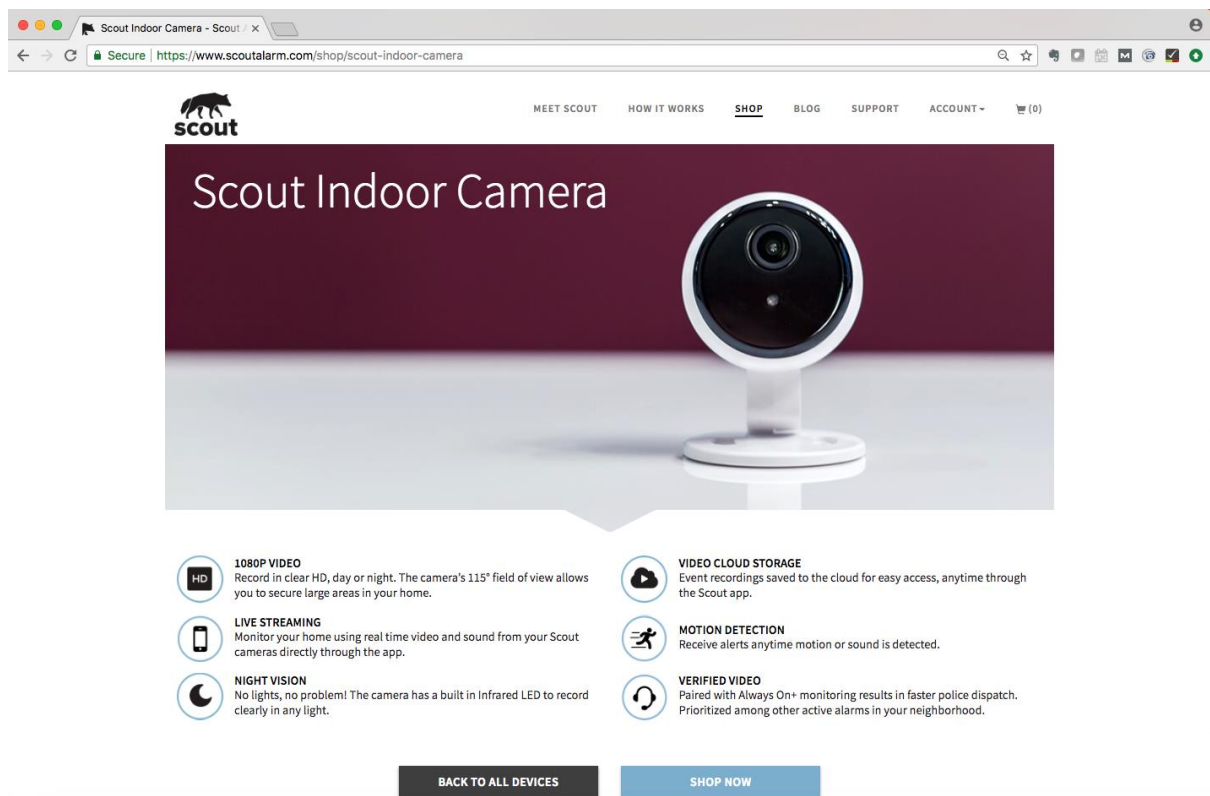 Scout Indoor Camera - Scout A
Secure | https://www.scoutalarm.com/shop/scout-indoor-camera
scout
MEET SCOUT HOW IT WORKS SHOP BLOG SUPPORT ACCOUNT (0)
Scout Indoor Camera
HD
1080P VIDEO
Record in clear HD, day or night. The camera's 115° field of view allows
you to secure large areas in your home.
LIVE STREAMING
Monitor your home using real time video and sound from your Scout
cameras directly through the app.
NIGHT VISION
No lights, no problem! The camera has a built in Infrared LED to record
clearly in any light.
VIDEO CLOUD STORAGE
Event recordings saved to the cloud for easy access, anytime through
the Scout app.
MOTION DETECTION
Receive alerts anytime motion or sound is detected.
VERIFIED VIDEO
Paired with Always On+ monitoring results in faster police dispatch.
Prioritized among other active alarms in your neighborhood.
BACK TO ALL DEVICES
SHOP NOW